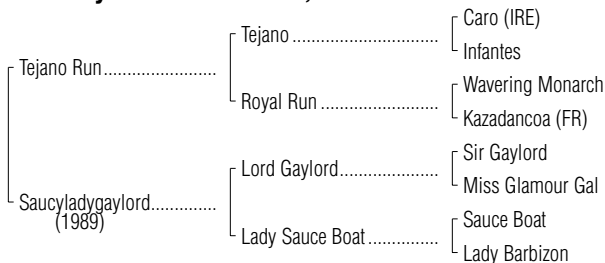 Caro (IRE)
Tejano
Infantes
Tejano Run
Wavering Monarch
Royal Run
Kazadancoa (FR)
Sir Gaylord
Lord Gaylord
Miss Glamour Gal
Saucyladygaylord
(1989)
Sauce Boat
Lady Sauce Boat
Lady Barbizon